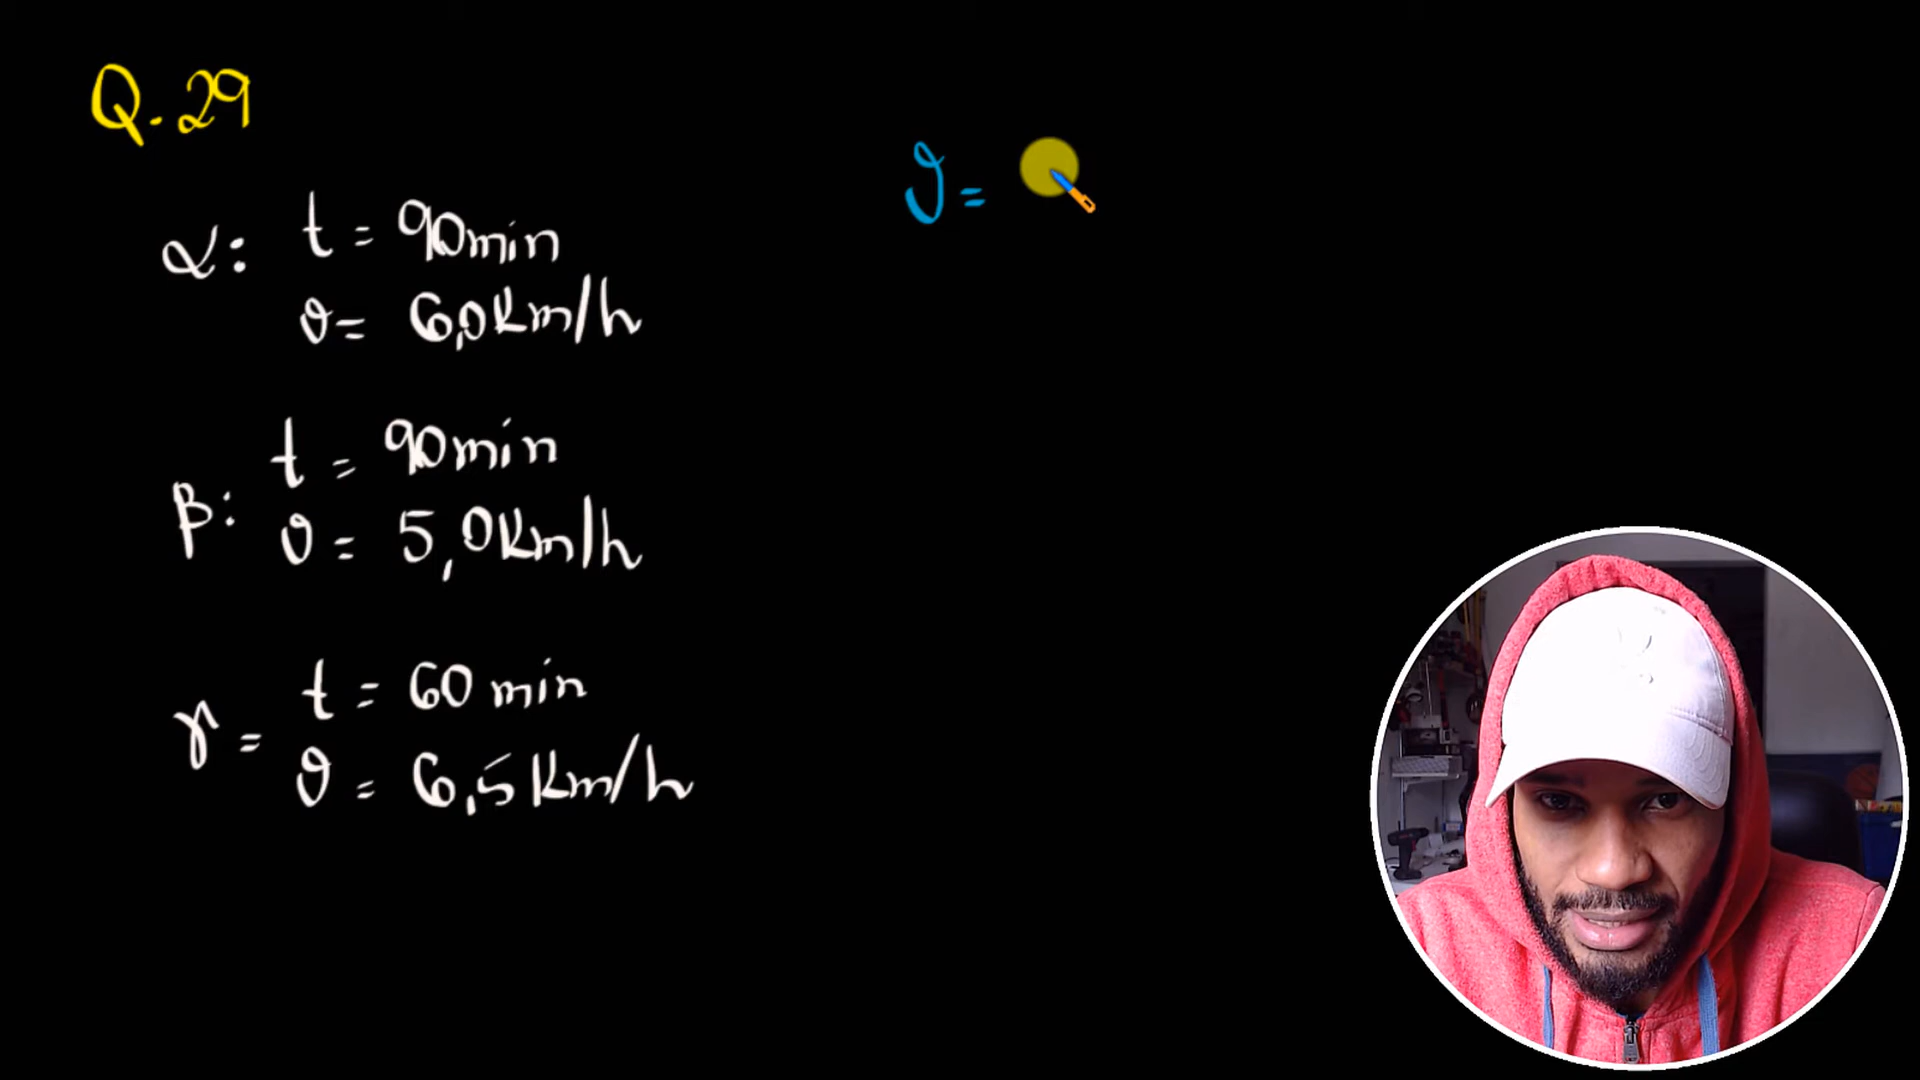 Q. 29
ϑ =
α: t = 90min
ϑ = 6,0Km/h
β: t = 90min
ϑ = 5,0Km/h
γ = t = 60 min
ϑ = 6,5Km/h